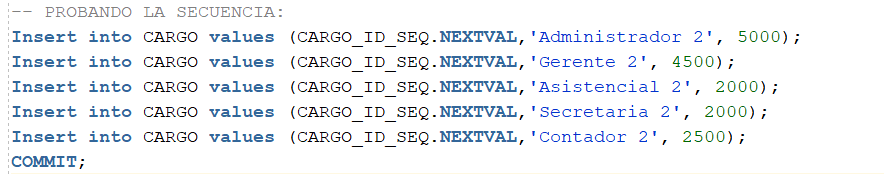 -- PROBANDO LA SECUENCIA:
Insert into CARGO values (CARGO_ID_SEQ.NEXTVAL,'Administrador 2', 5000);
Insert into CARGO values (CARGO_ID_SEQ.NEXTVAL,'Gerente 2', 4500);
Insert into CARGO values (CARGO_ID_SEQ.NEXTVAL,'Asistencial 2', 2000);
Insert into CARGO values (CARGO_ID_SEQ.NEXTVAL,'Secretaria 2', 2000);
Insert into CARGO values (CARGO_ID_SEQ.NEXTVAL,'Contador 2', 2500);
COMMIT;